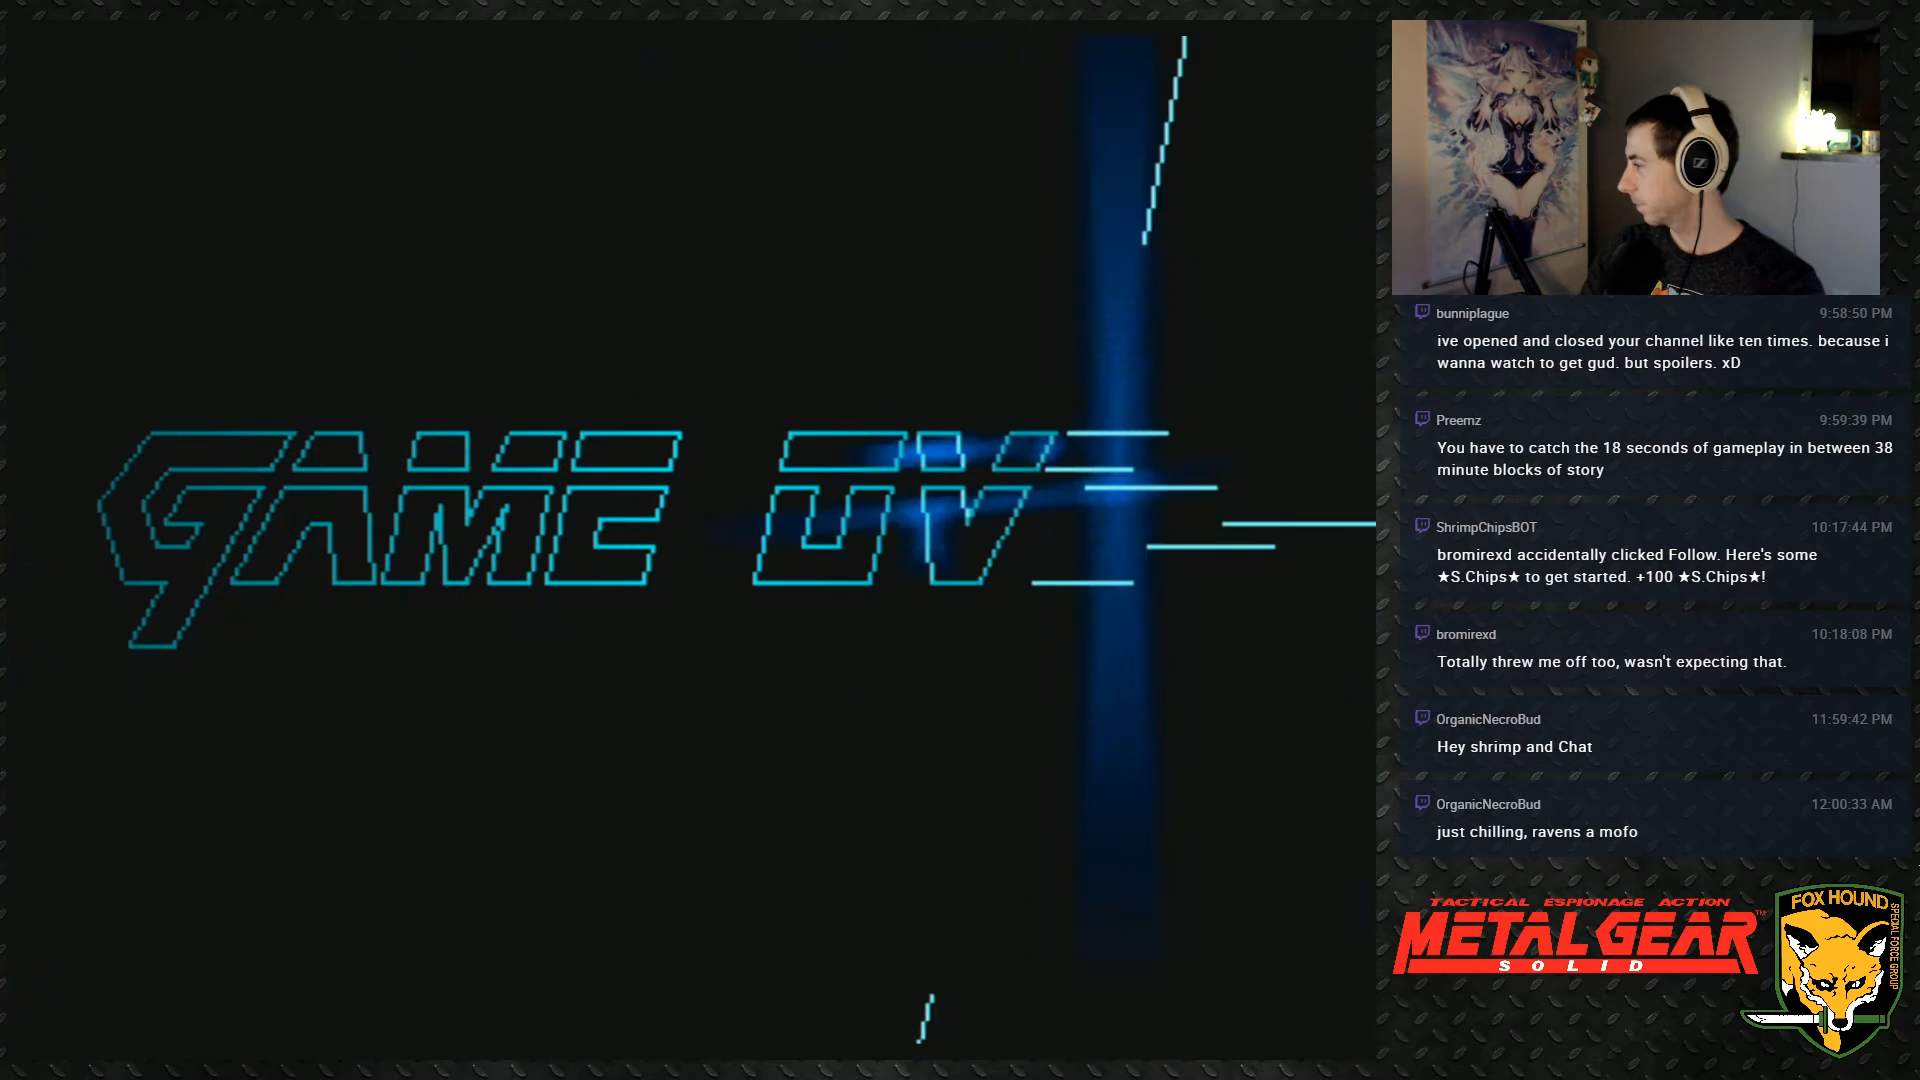 GAME OV
bunniplague 9:58:50 PM
ive opened and closed your channel like ten times. because i
wanna watch to get gud. but spoilers. xD
Preemz 9:59:39 PM
You have to catch the 18 seconds of gameplay in between 38
minute blocks of story
ShrimpChipsBOT 10:17:44 PM
bromirexd accidentally clicked Follow. Here's some
★S.Chips★ to get started. +100 ★S.Chips★!
bromirexd 10:18:08 PM
Totally threw me off too, wasn't expecting that.
OrganicNecroBud 11:59:42 PM
Hey shrimp and Chat
OrganicNecroBud 12:00:33 AM
just chilling, ravens a mofo
TACTICAL ESPIONAGE ACTION
METAL GEAR™
SOLID
FOX HOUND
SPECIAL FORCE GROUP